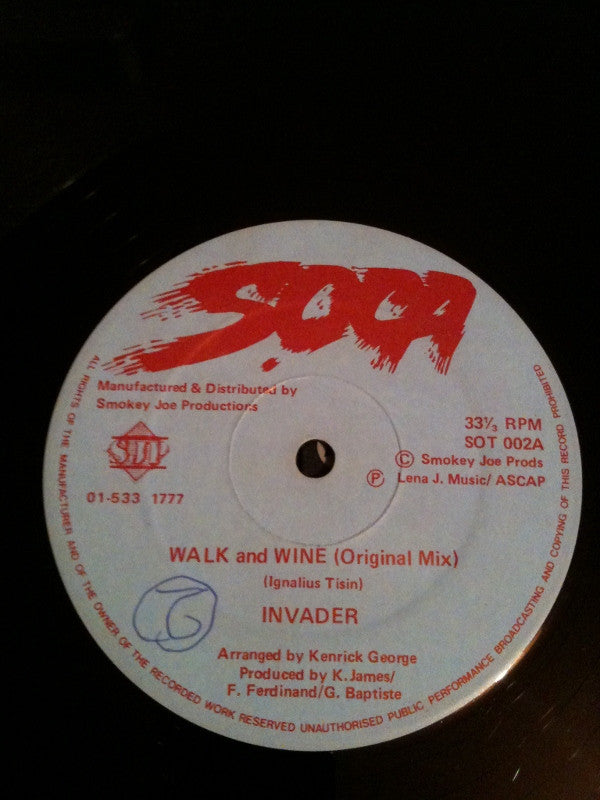 SOCA
Manufactured & Distributed by
Smokey Joe Productions
33⅓ RPM
SOT 002A
© Smokey Joe Prods
℗ Lena J. Music/ ASCAP
01-533 1777
WALK and WINE (Original Mix)
(Ignalius Tisin)
INVADER
Arranged by Kenrick George
Produced by K. James/
F. Ferdinand/G. Baptiste
ALL RIGHTS OF THE MANUFACTURER AND OF THE OWNER OF THE RECORDED WORK RESERVED UNAUTHORISED PUBLIC PERFORMANCE BROADCASTING AND COPYING OF THIS RECORD PROHIBITED